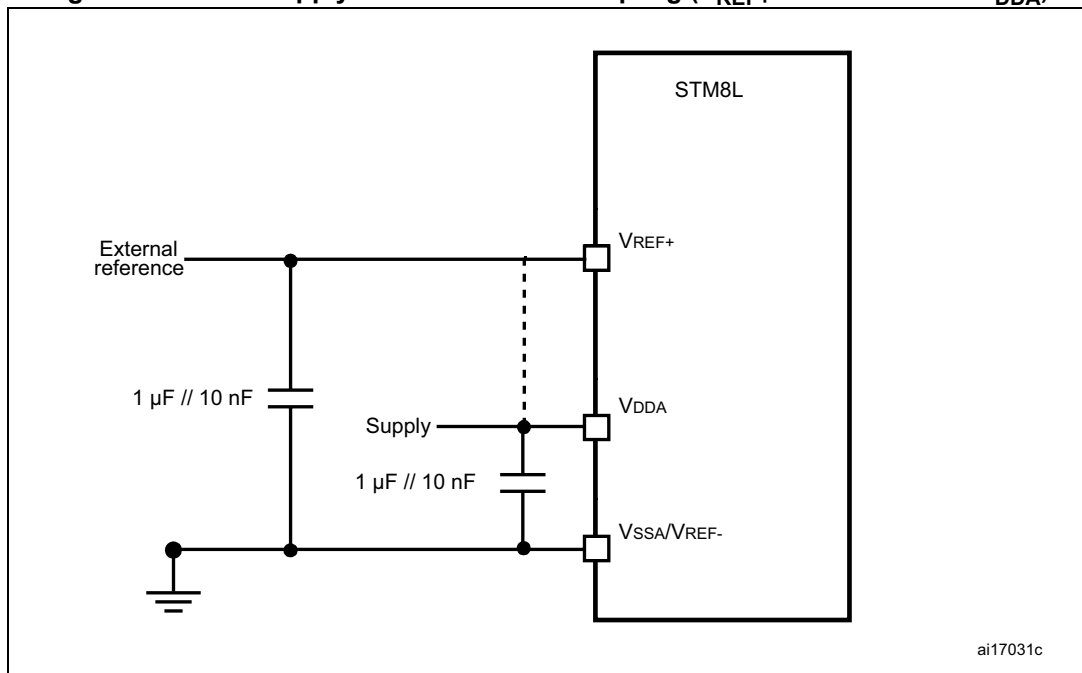 STM8L
VREF+
External
reference
1 µF // 10 nF
VDDA
Supply
1 µF // 10 nF
VSSA/VREF-
ai17031c